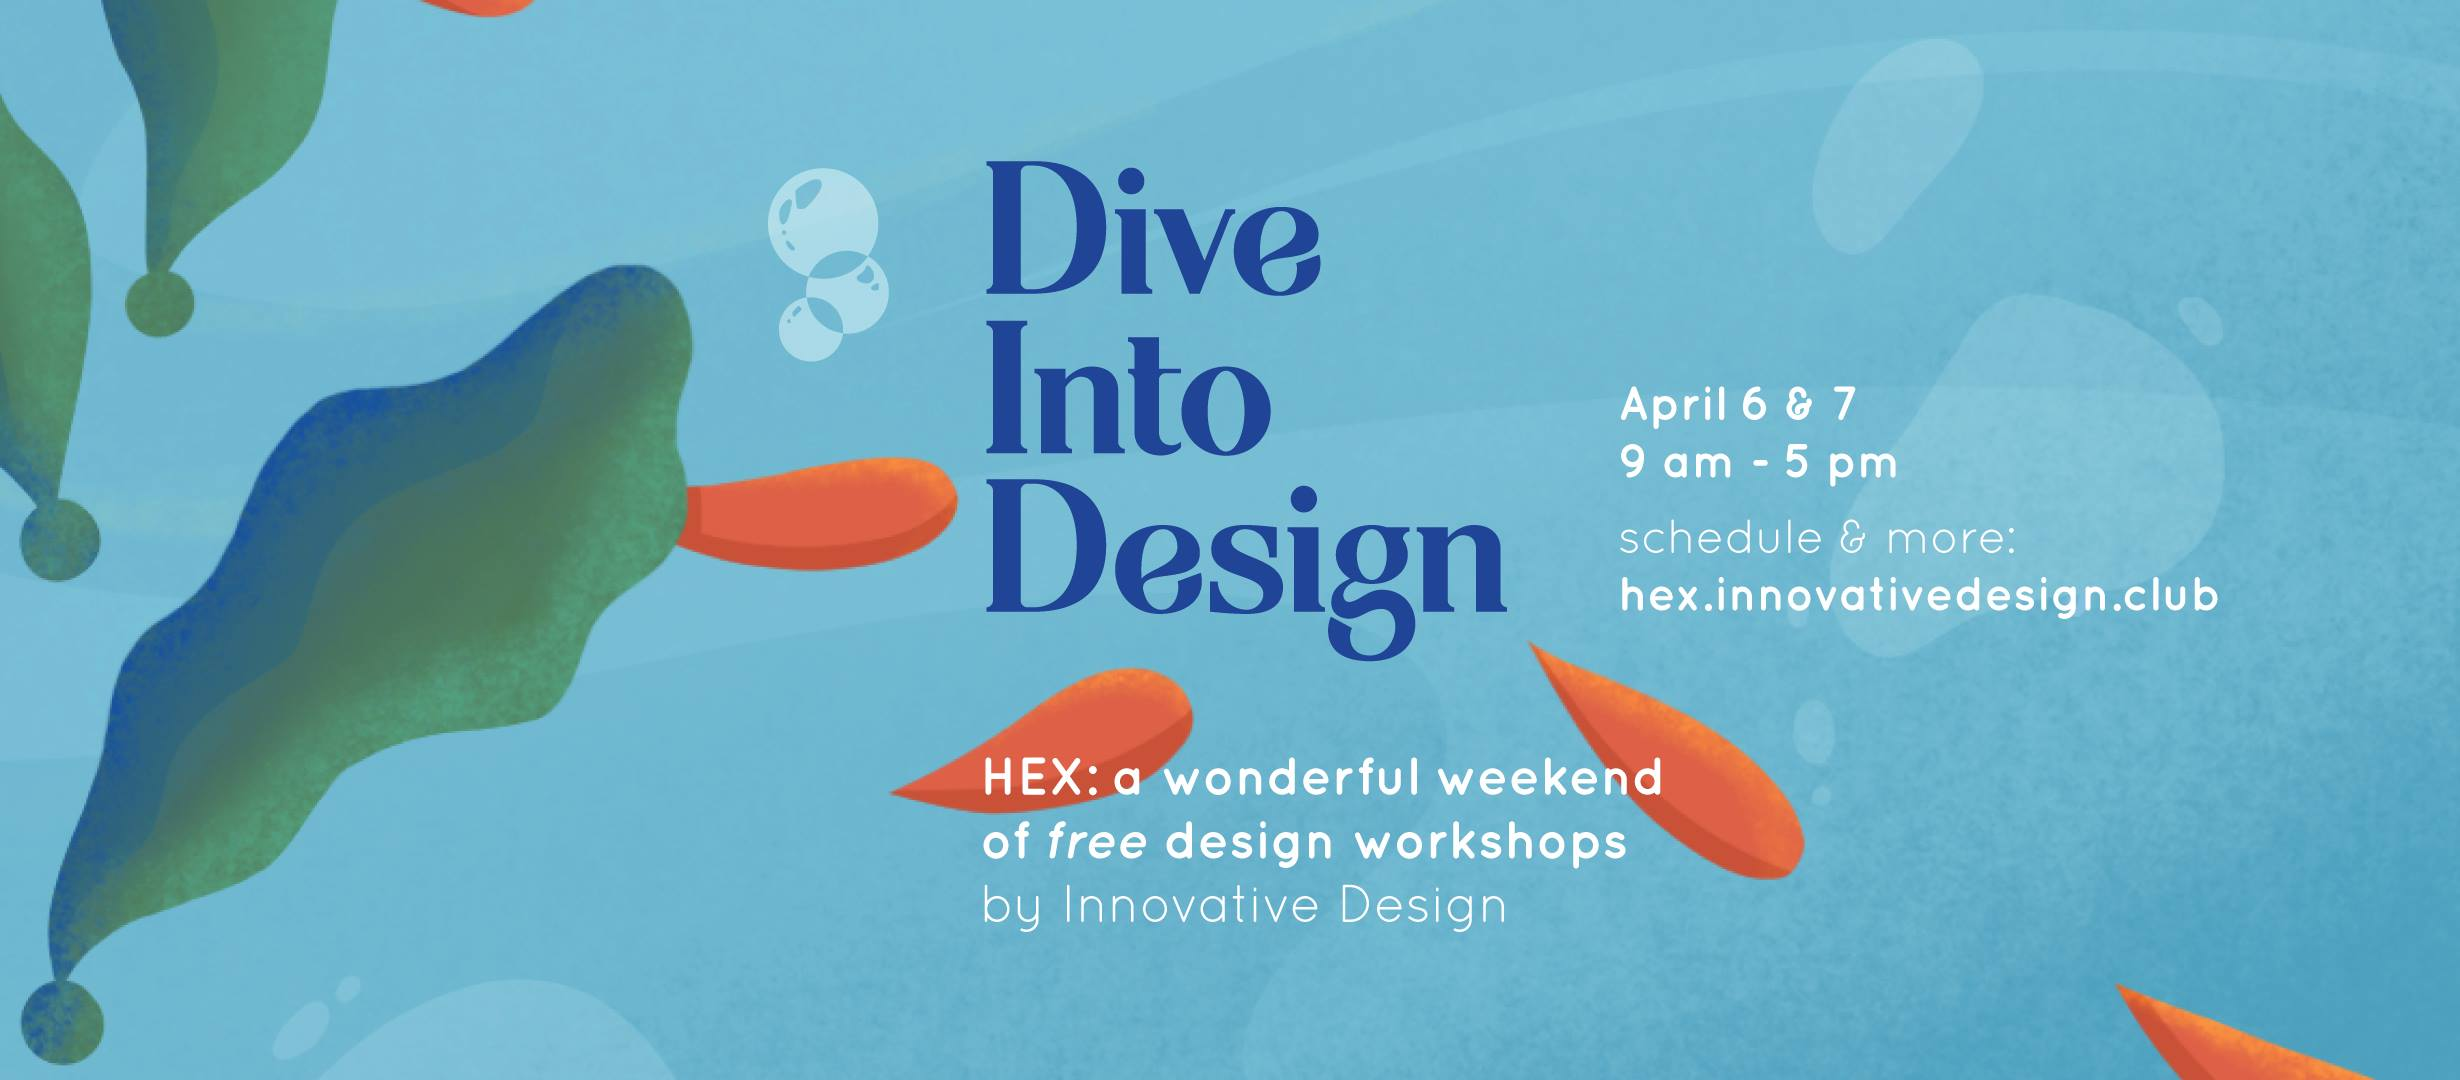 Dive
Into
Design
April 6 & 7
9 am - 5 pm
schedule & more:
hex.innovativedesign.club
HEX: a wonderful weekend
of free design workshops
by Innovative Design